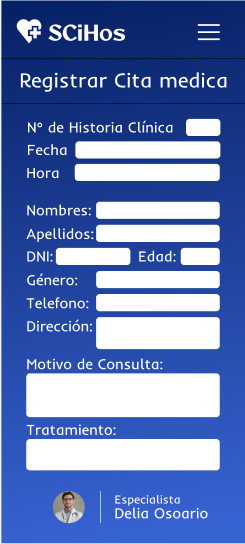 SCiHos
Registrar Cita medica
Nº de Historia Clínica
Fecha
Hora
Nombres:
Apellidos:
DNI: Edad:
Género:
Telefono:
Dirección:
Motivo de Consulta:
Tratamiento:
Especialista
Delia Osoario